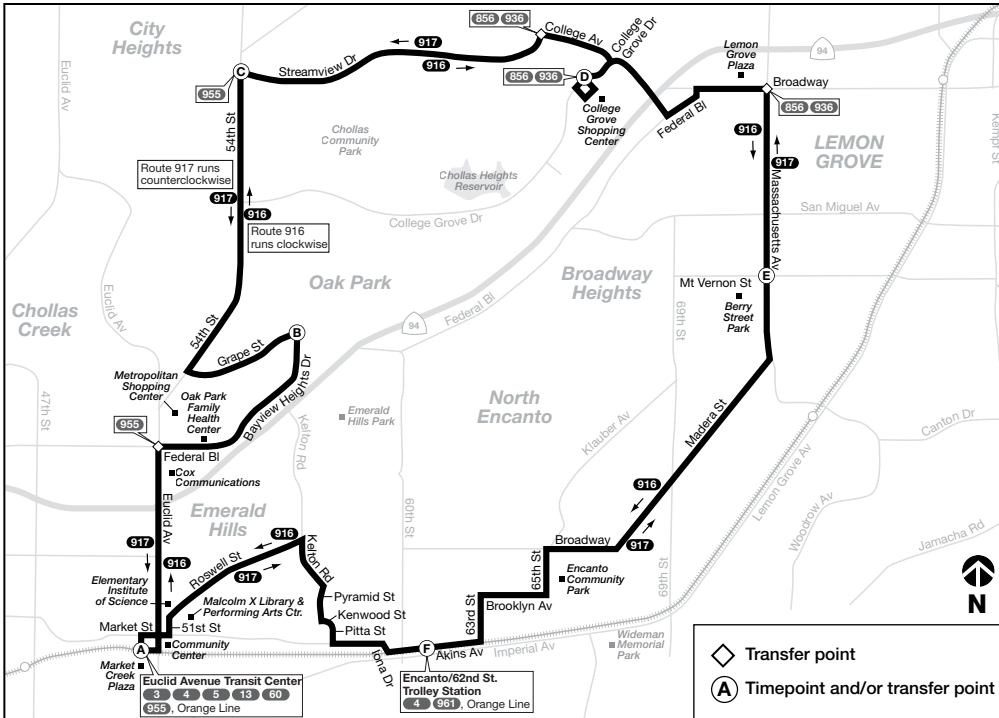 City
Heights
Euclid Av
856 936
College Av
College
Grove Dr
917
Streamview Dr
916
C
955
856 936
D
College
Grove
Shopping
Center
Lemon
Grove
Plaza
94
Broadway
856 936
Federal Bl
916
917
LEMON
GROVE
Kempf St
54th St
Chollas
Community
Park
Chollas Heights
Reservoir
Route 917 runs
counterclockwise
917
916
Route 916
runs clockwise
College Grove Dr
Massachusetts Av
San Miguel Av
Oak Park
Broadway
Heights
Mt Vernon St
E
Berry
Street
Park
Chollas
Creek
Euclid Av
54th St
Grape St
B
94
Federal Bl
69th St
Metropolitan
Shopping
Center
Oak Park
Family
Health
Center
Bayview Heights Dr
47th St
955
Federal Bl
Cox
Communications
Emerald
Hills Park
Kelton Rd
North
Encanto
Klauber Av
Madera St
Canton Dr
Lemon Grove Av
Woodrow Av
Jamacha Rd
Euclid Av
Emerald
Hills
60th St
916
917
Broadway
65th St
Encanto
Community
Park
69th St
917
916
Elementary
Institute
of Science
Roswell St
916
917
Kelton Rd
Malcolm X Library &
Performing Arts Ctr.
Pyramid St
Kenwood St
Pitta St
Brooklyn Av
63rd St
Market St
51st St
Community
Center
A
Market
Creek
Plaza
Iona Dr
F
Akins Av
Imperial Av
Wideman
Memorial
Park
Euclid Avenue Transit Center
3 4 5 13 60
955, Orange Line
Encanto/62nd St.
Trolley Station
4 961, Orange Line
N
Transfer point
A Timepoint and/or transfer point